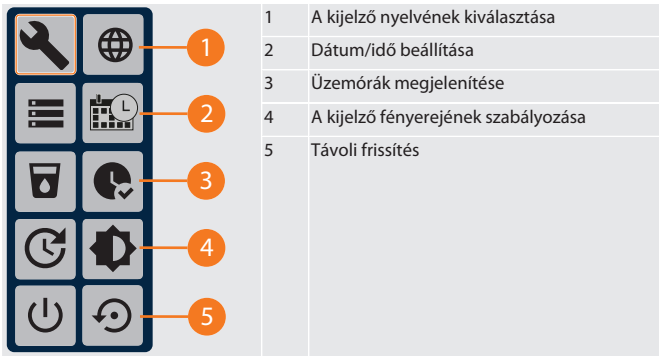 1
2
3
4
5
1 A kijelző nyelvének kiválasztása
2 Dátum/idő beállítása
3 Üzemórák megjelenítése
4 A kijelző fényerejének szabályozása
5 Távoli frissítés